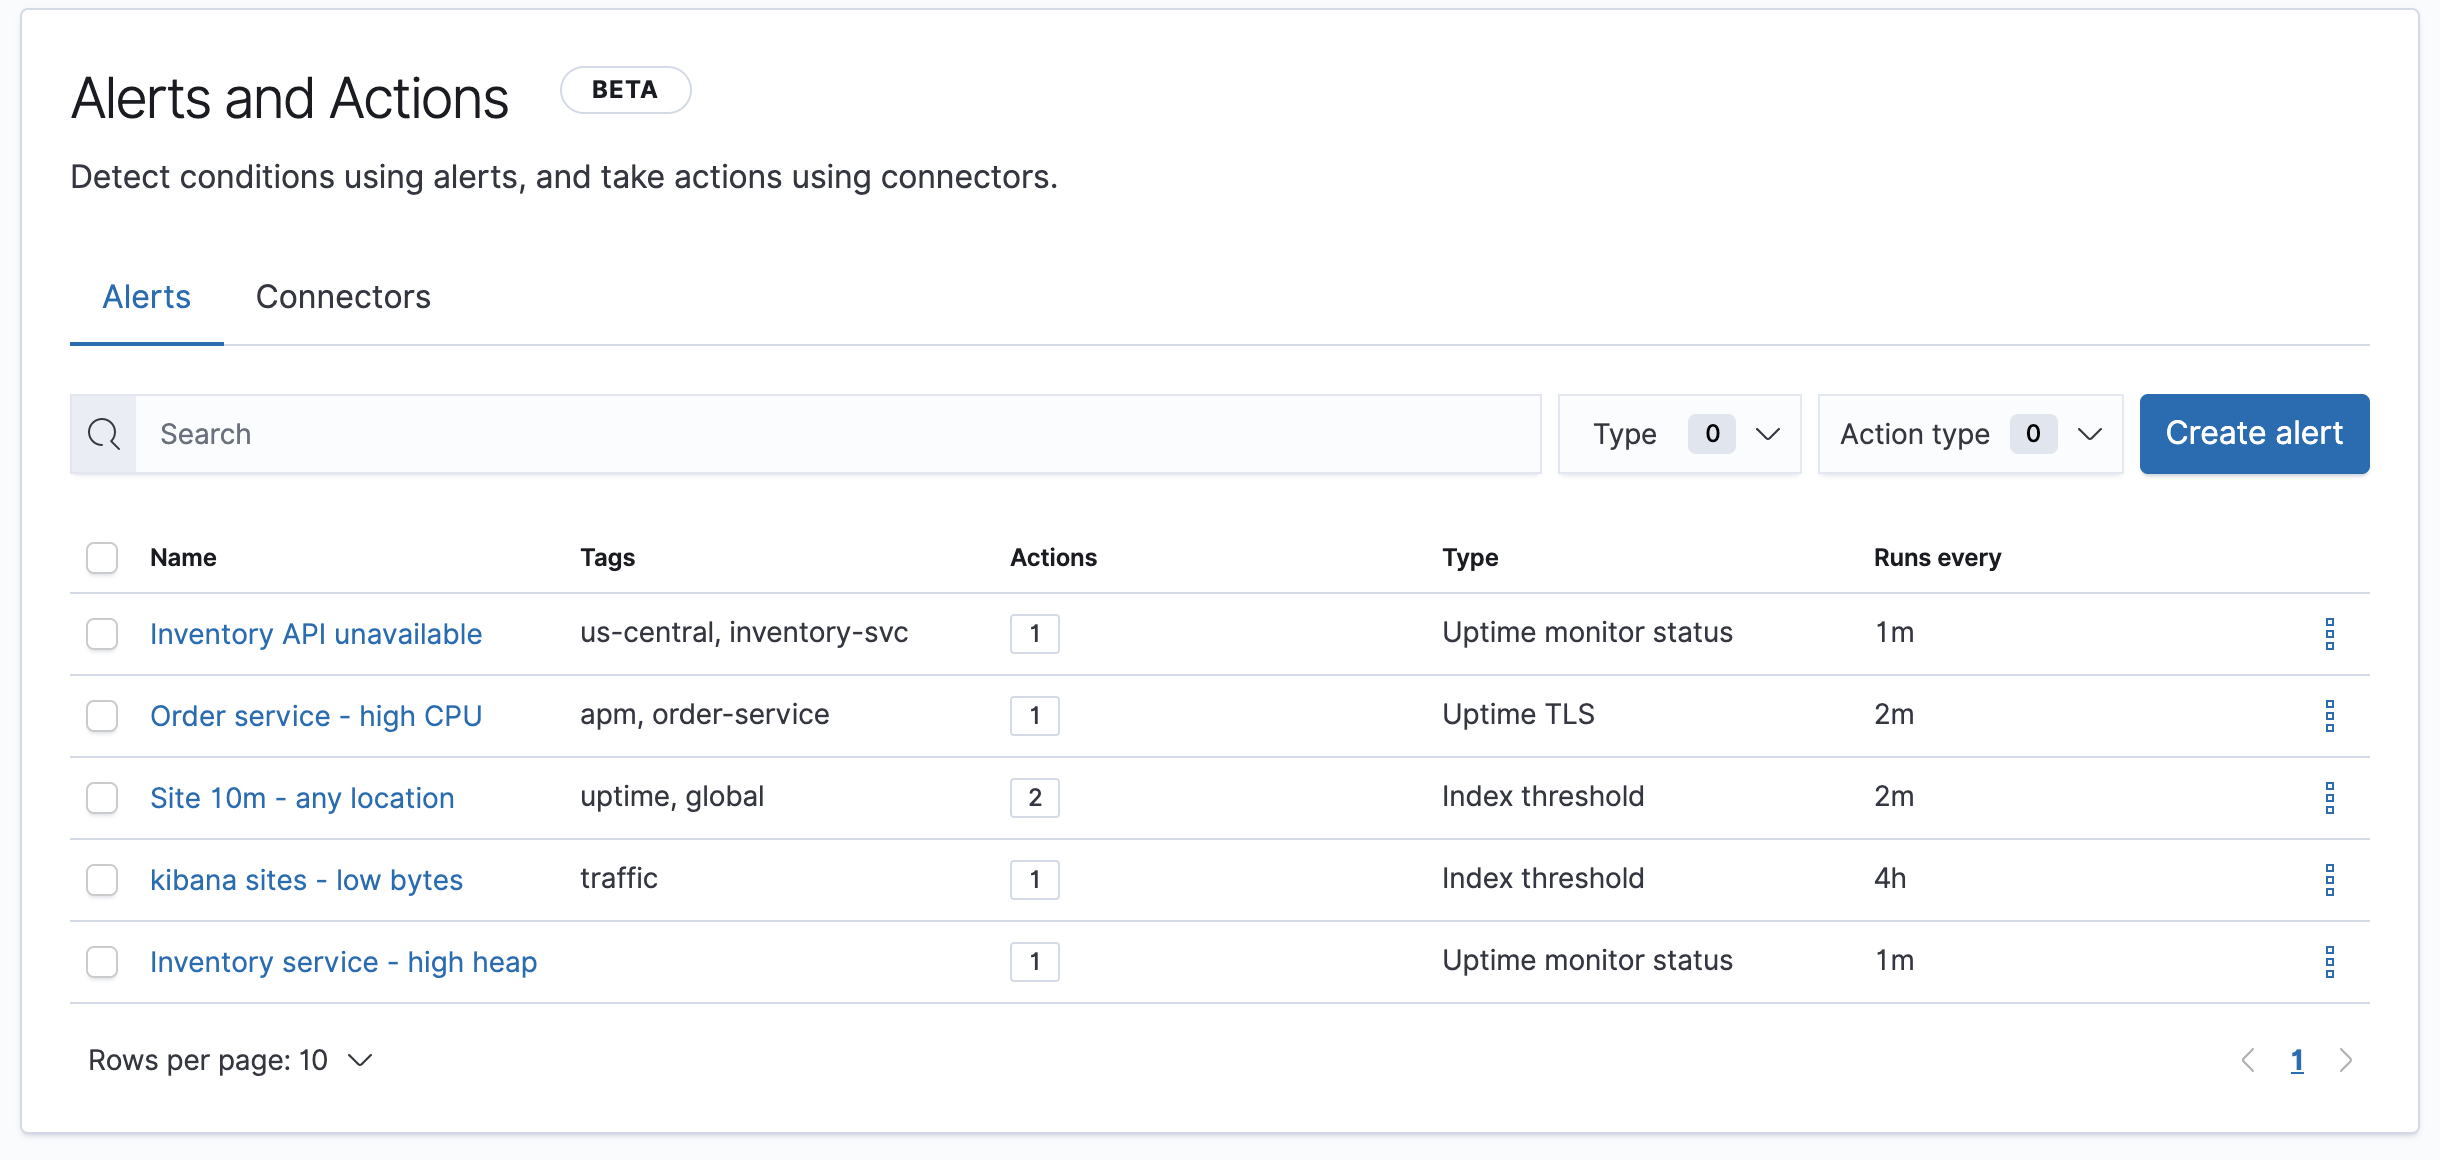 Alerts and Actions BETA
Detect conditions using alerts, and take actions using connectors.
Alerts Connectors
Search Type 0 Action type 0 Create alert
Name Tags Actions Type Runs every
Inventory API unavailable us-central, inventory-svc 1 Uptime monitor status 1m
Order service - high CPU apm, order-service 1 Uptime TLS 2m
Site 10m - any location uptime, global 2 Index threshold 2m
kibana sites - low bytes traffic 1 Index threshold 4h
Inventory service - high heap 1 Uptime monitor status 1m
Rows per page: 10 1